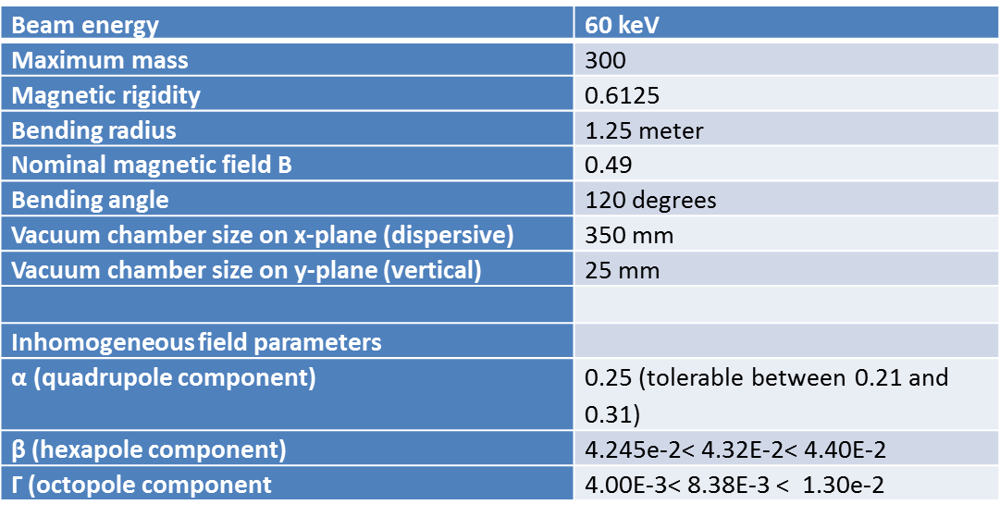 Beam energy 60 keV
Maximum mass 300
Magnetic rigidity 0.6125
Bending radius 1.25 meter
Nominal magnetic field B 0.49
Bending angle 120 degrees
Vacuum chamber size on x-plane (dispersive) 350 mm
Vacuum chamber size on y-plane (vertical) 25 mm
Inhomogeneous field parameters
α (quadrupole component) 0.25 (tolerable between 0.21 and
0.31)
β (hexapole component) 4.245e-2< 4.32E-2< 4.40E-2
Γ (octopole component 4.00E-3< 8.38E-3 < 1.30e-2